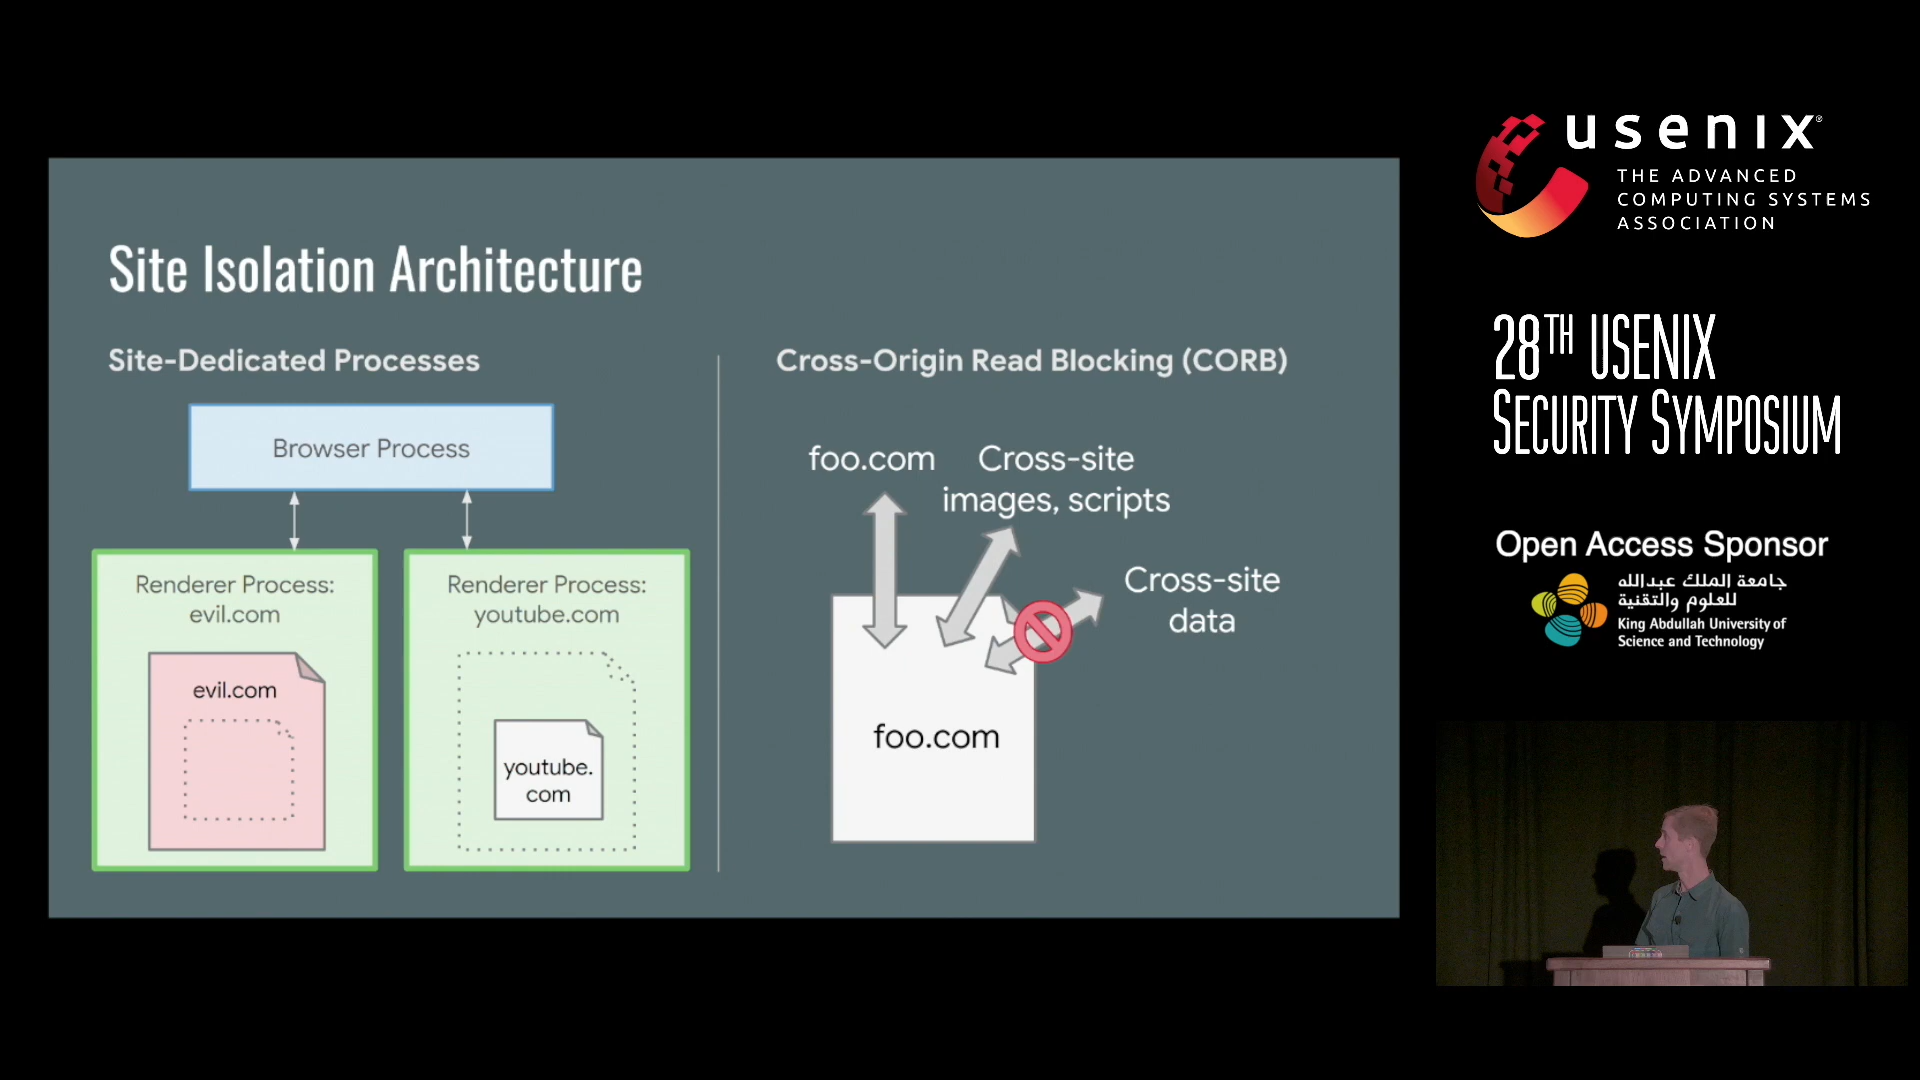 Site Isolation Architecture
Site-Dedicated Processes
Browser Process
Renderer Process:
evil.com
evil.com
Renderer Process:
youtube.com
youtube.
com
Cross-Origin Read Blocking (CORB)
foo.com
Cross-site
images, scripts
Cross-site
data
foo.com
usenix®
THE ADVANCED
COMPUTING SYSTEMS
ASSOCIATION
28TH USENIX
SECURITY SYMPOSIUM
Open Access Sponsor
جامعة الملك عبدالله
للعلوم والتقنية
King Abdullah University of
Science and Technology